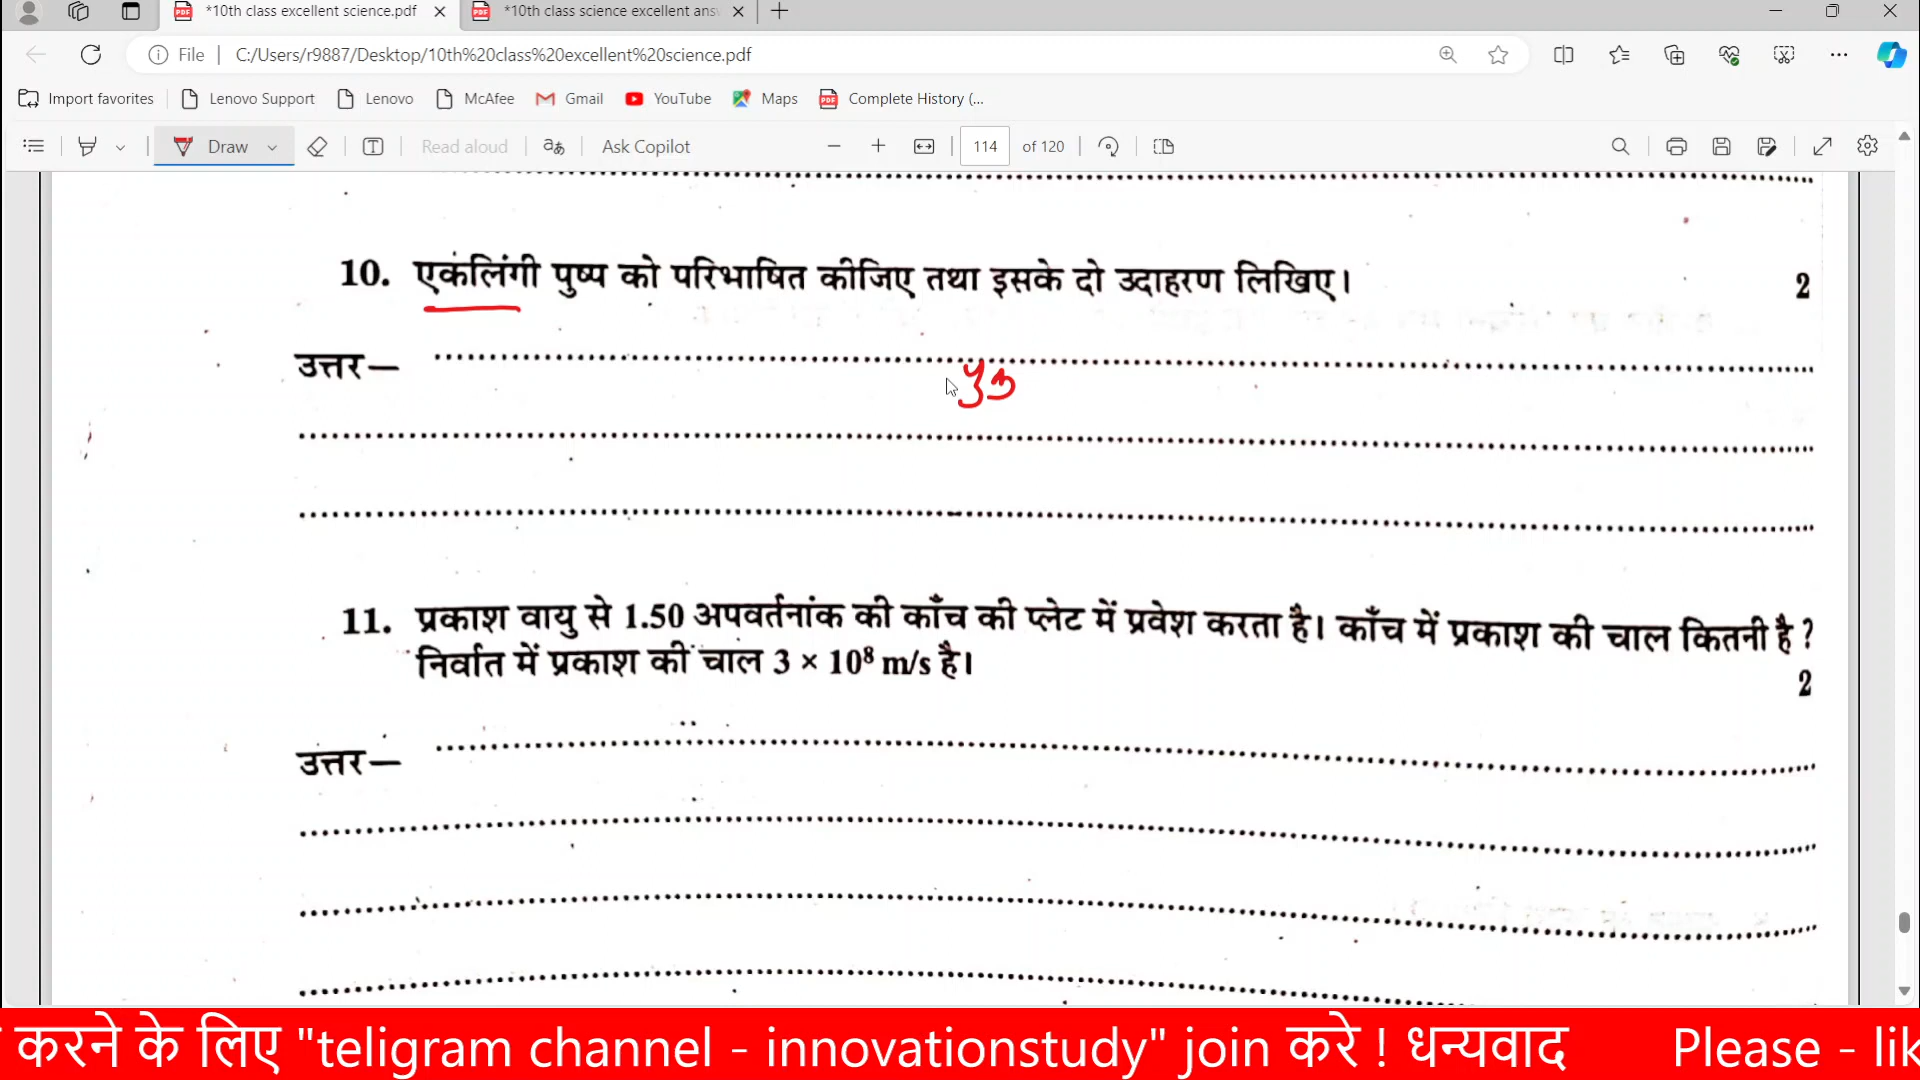 *10th class excellent science.pdf
*10th class science excellent ans
File
C:/Users/r9887/Desktop/10th%20class%20excellent%20science.pdf
Import favorites
Lenovo Support
Lenovo
McAfee
Gmail
YouTube
Maps
Complete History (...
Draw
Read aloud
Ask Copilot
114 of 120
10. एकलिंगी पुष्प को परिभाषित कीजिए तथा इसके दो उदाहरण लिखिए। 2
उत्तर—
11. प्रकाश वायु से 1.50 अपवर्तनांक की काँच की प्लेट में प्रवेश करता है। काँच में प्रकाश की चाल कितनी है ?
निर्वात में प्रकाश की चाल 3 × 10⁸ m/s है।
2
उत्तर—
करने के लिए "teligram channel - innovationstudy" join करे ! धन्यवाद Please - lik